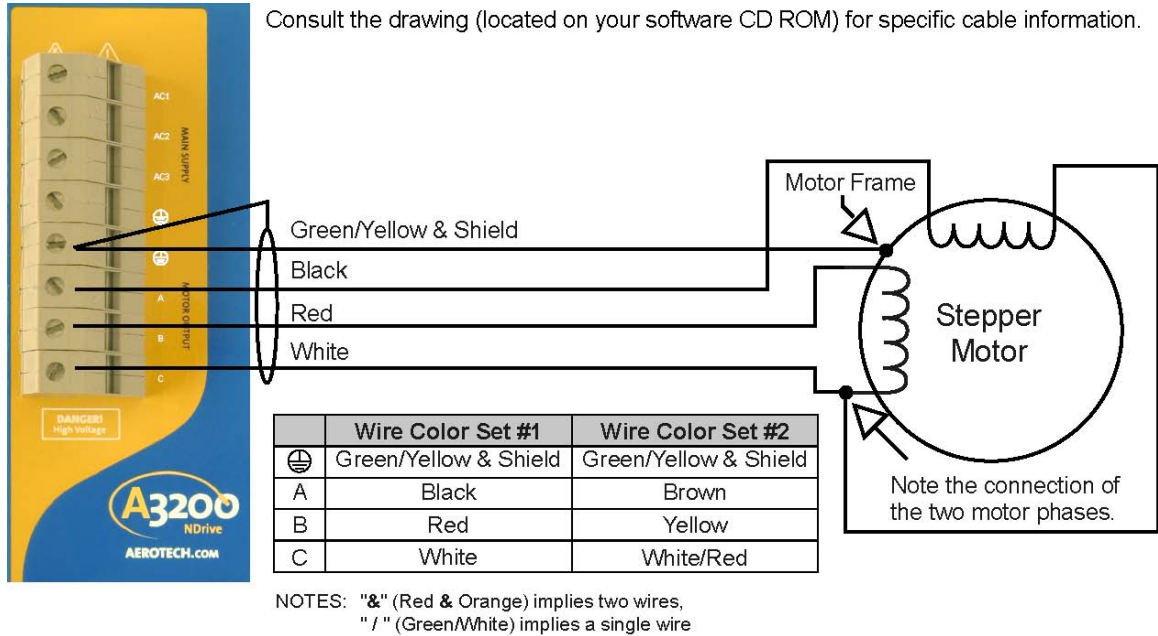 Consult the drawing (located on your software CD ROM) for specific cable information.
AC1
AC2
MAIN SUPPLY
AC3
A
MOTOR OUTPUT
B
C
DANGER!
High Voltage
A3200
NDrive
AEROTECH.COM
Green/Yellow & Shield
Black
Red
White
Motor Frame
Stepper
Motor
Note the connection of
the two motor phases.
Wire Color Set #1 Wire Color Set #2
Green/Yellow & Shield Green/Yellow & Shield
A Black Brown
B Red Yellow
C White White/Red
NOTES: "&" (Red & Orange) implies two wires,
" / " (Green/White) implies a single wire